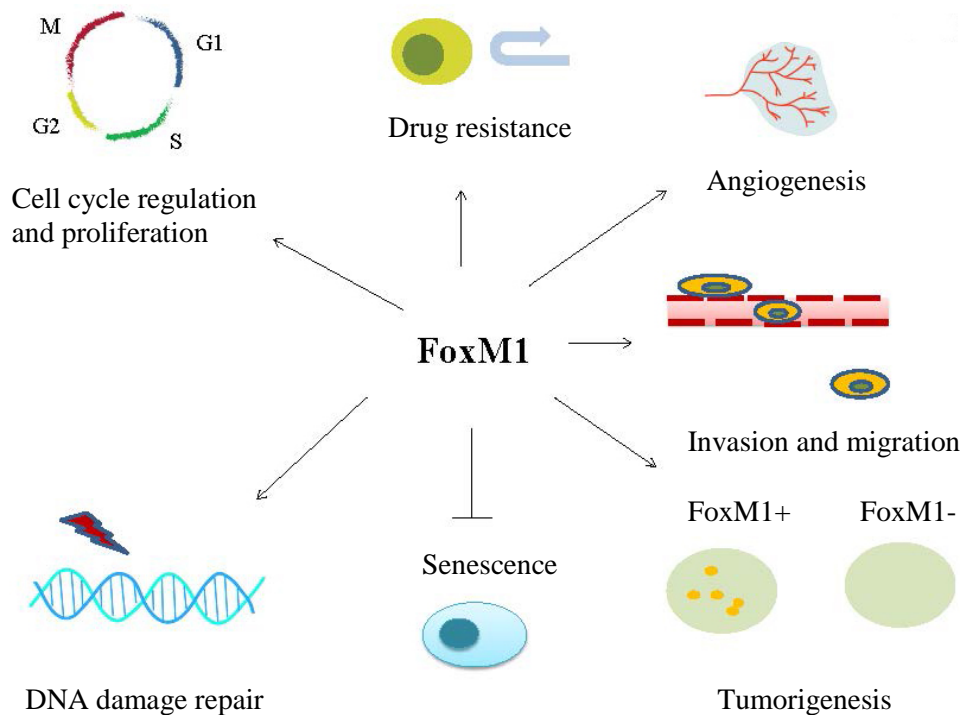 M
G1
G2
S
Cell cycle regulation
and proliferation
Drug resistance
Angiogenesis
FoxM1
Invasion and migration
FoxM1+ FoxM1-
Senescence
DNA damage repair
Tumorigenesis